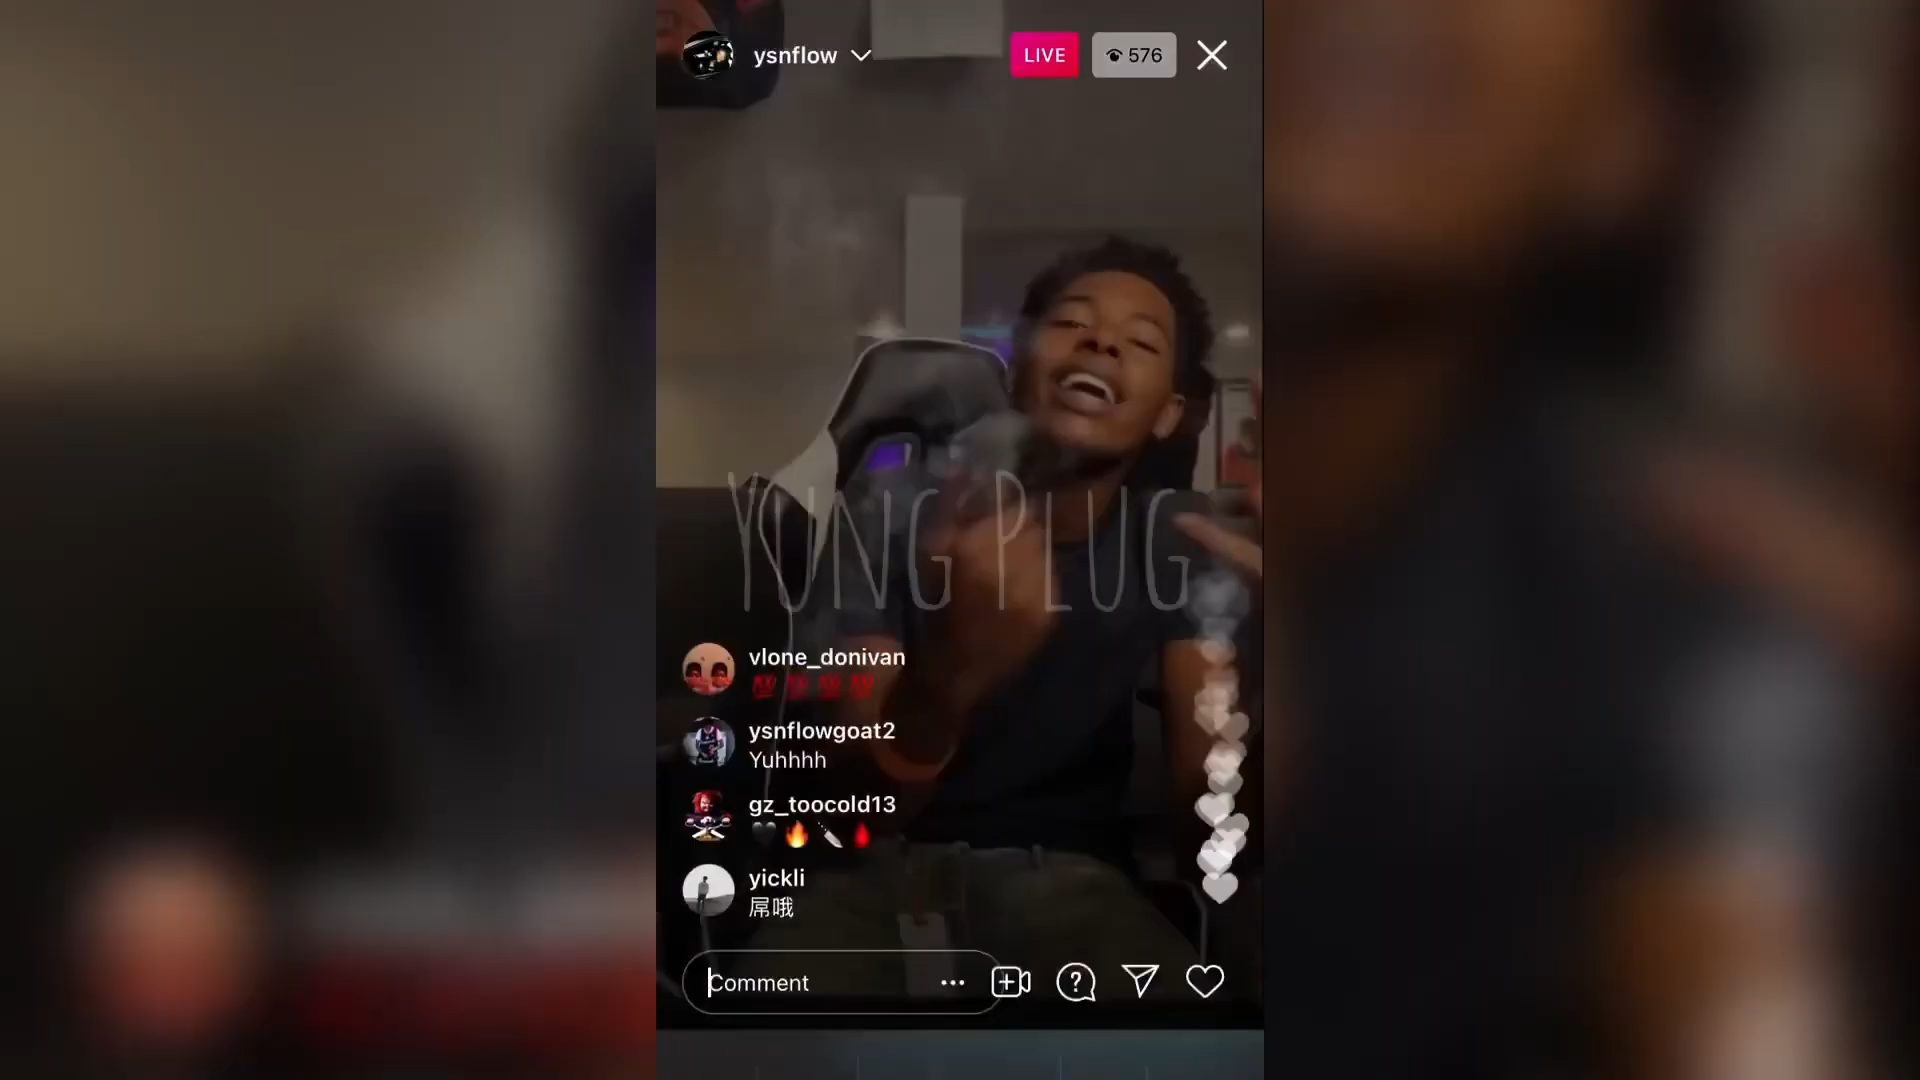 ysnflow
LIVE
576
YUNG PLUG
vlone_donivan
💯 💯 💯 💯
ysnflowgoat2
Yuhhhh
gz_toocold13
🖤 🔥 🔪 🩸
yickli
屌哦
Comment